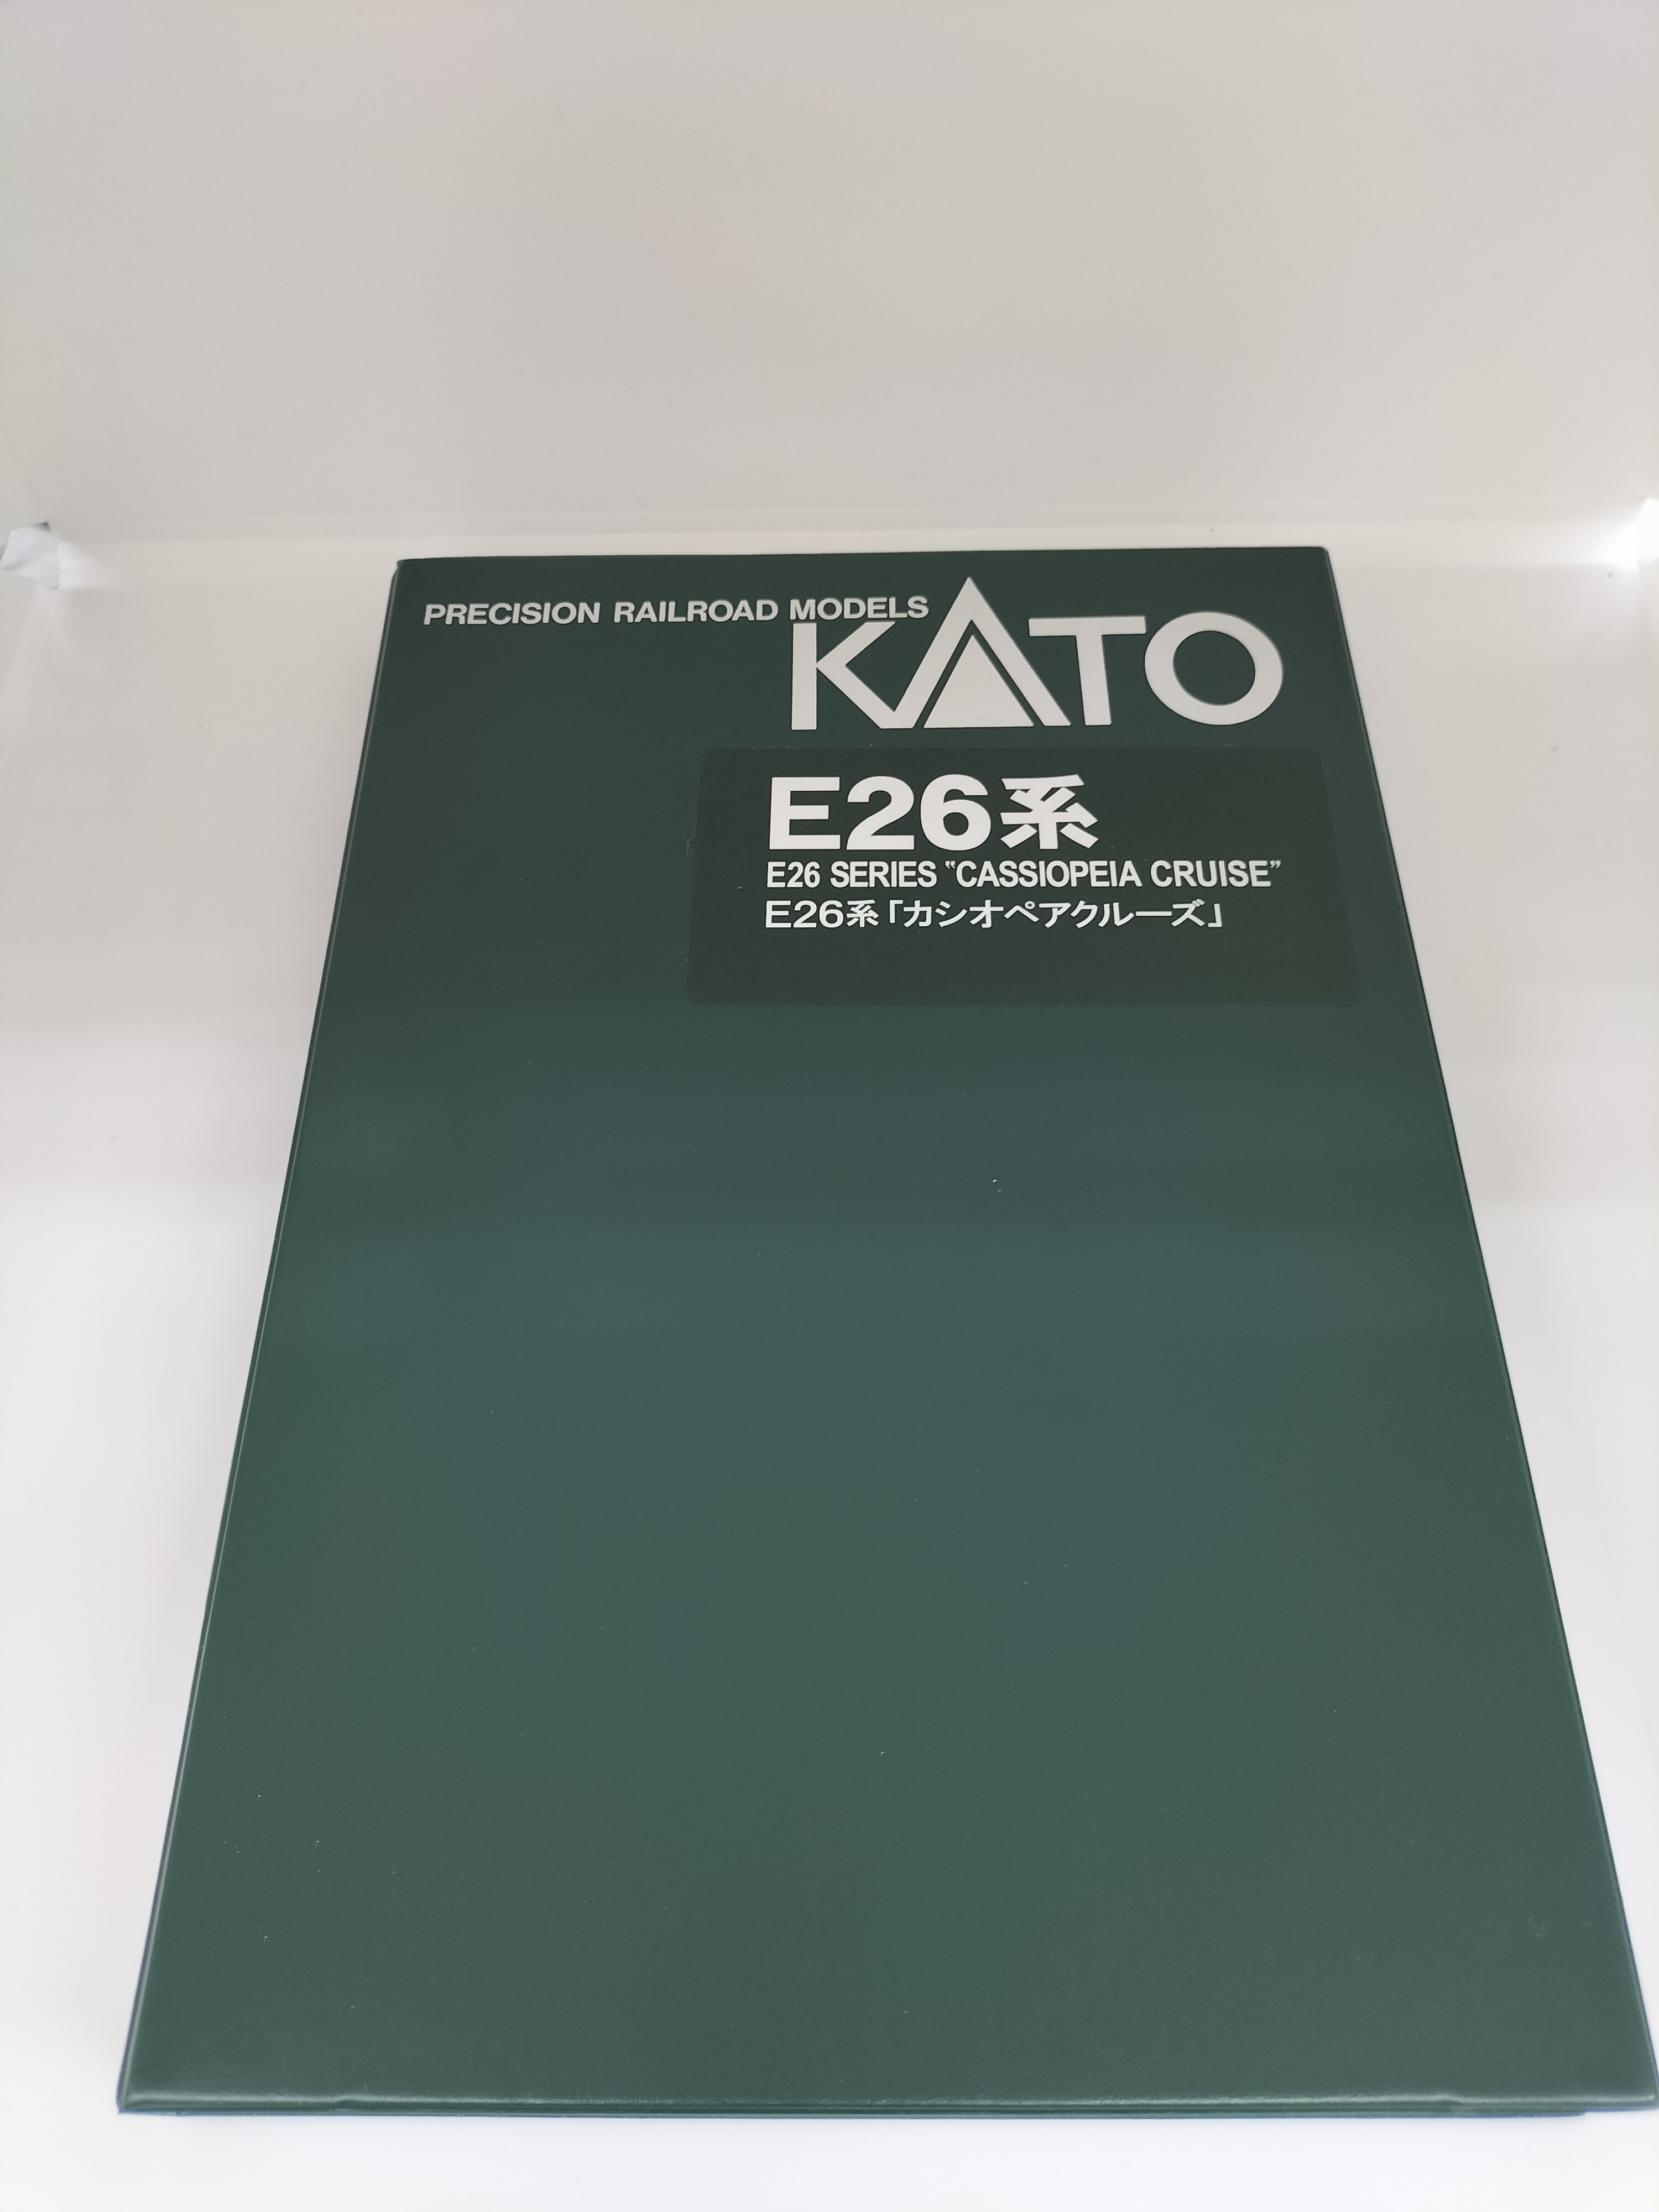 PRECISION RAILROAD MODELS
KATO
E26系
E26 SERIES “CASSIOPEIA CRUISE”
E26系「カシオペアクルーズ」